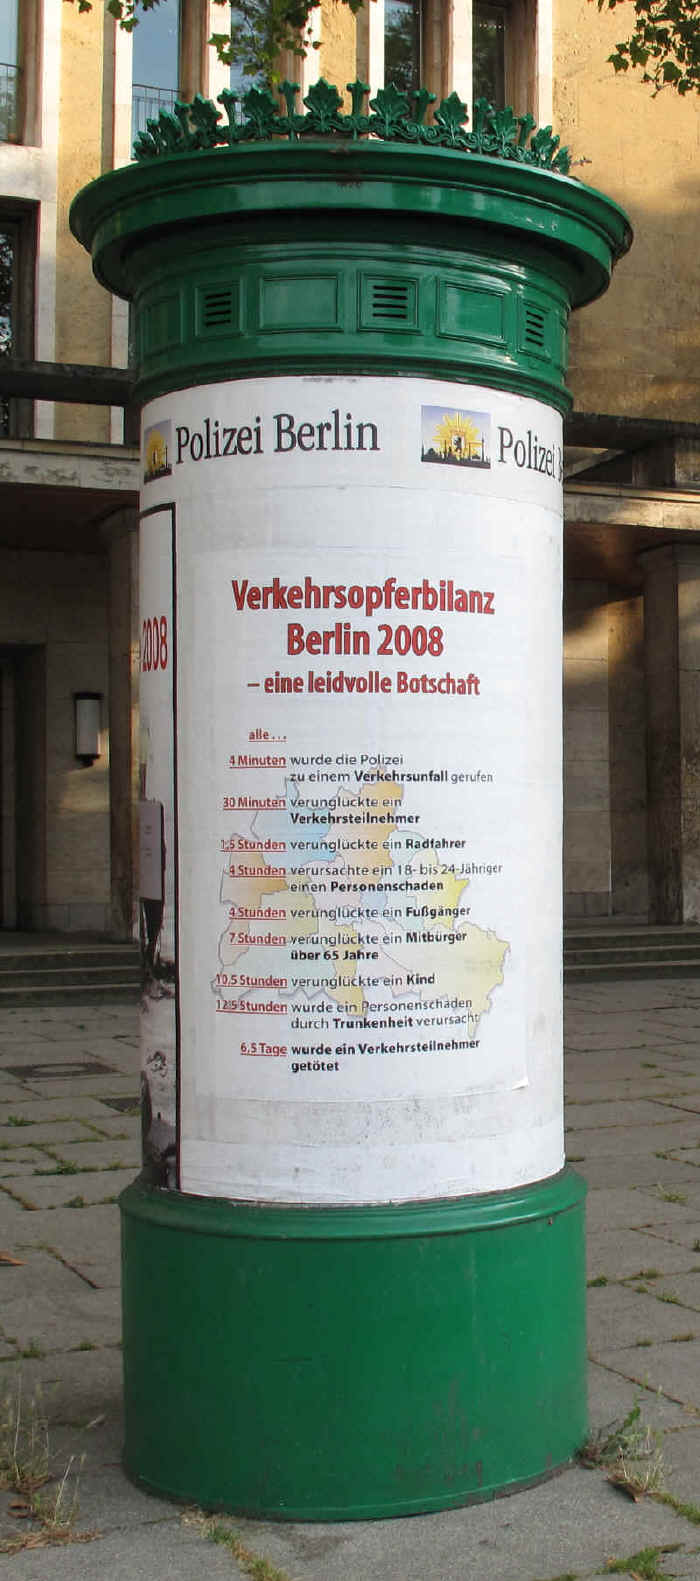 Polizei Berlin
Polizei
2008
Verkehrsopferbilanz
Berlin 2008
– eine leidvolle Botschaft
alle ...
4 Minuten wurde die Polizei
zu einem Verkehrsunfall gerufen
30 Minuten verunglückte ein
Verkehrsteilnehmer
1,5 Stunden verunglückte ein Radfahrer
4 Stunden verursachte ein 18- bis 24-Jähriger
einen Personenschaden
4 Stunden verunglückte ein Fußgänger
7 Stunden verunglückte ein Mitbürger
über 65 Jahre
10,5 Stunden verunglückte ein Kind
12,5 Stunden wurde ein Personenschaden
durch Trunkenheit verursacht
6,5 Tage wurde ein Verkehrsteilnehmer
getötet